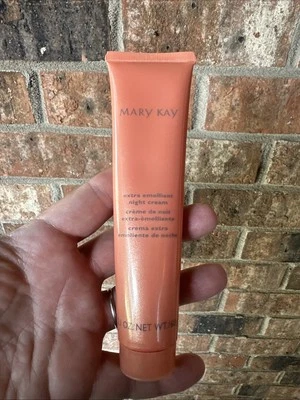 MARY KAY
extra emollient
night cream
crème de nuit
extra-émolliente
crema extra
emoliente de noche
OZ./NET WT.